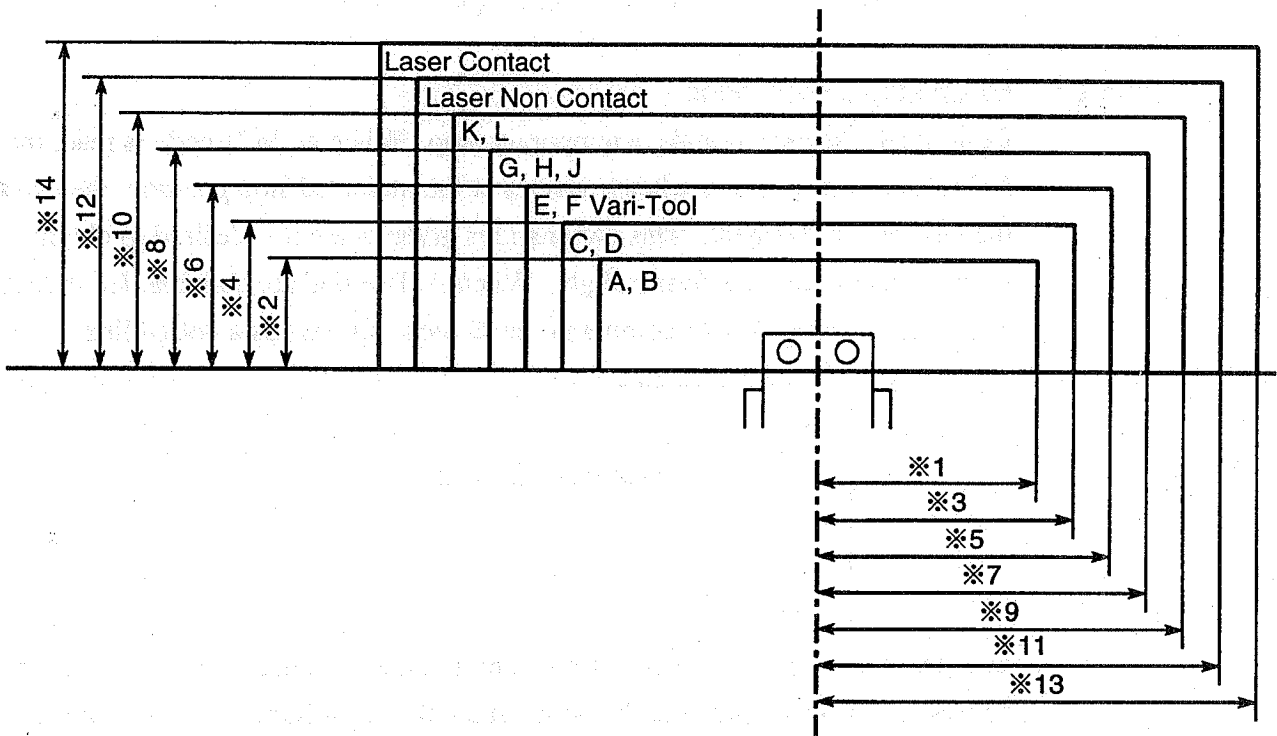 Laser Contact
Laser Non Contact
K, L
G, H, J
E, F Vari-Tool
C, D
A, B
※14
※12
※10
※8
※6
※4
※2
※1
※3
※5
※7
※9
※11
※13